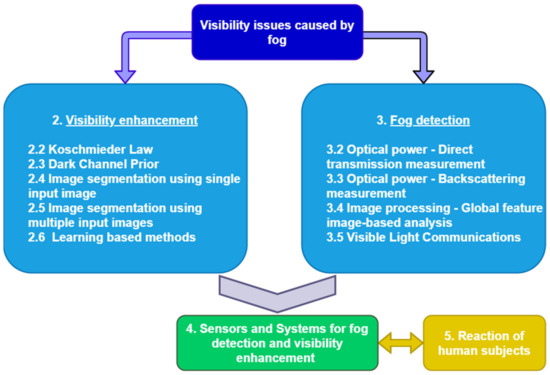 Visibility issues caused by
fog
2. Visibility enhancement
2.2 Koschmieder Law
2.3 Dark Channel Prior
2.4 Image segmentation using single
input image
2.5 Image segmentation using
multiple input images
2.6 Learning based methods
3. Fog detection
3.2 Optical power - Direct
transmission measurement
3.3 Optical power - Backscattering
measurement
3.4 Image processing - Global feature
image-based analysis
3.5 Visible Light Communications
4. Sensors and Systems for fog
detection and visibility
enhancement
5. Reaction of
human subjects